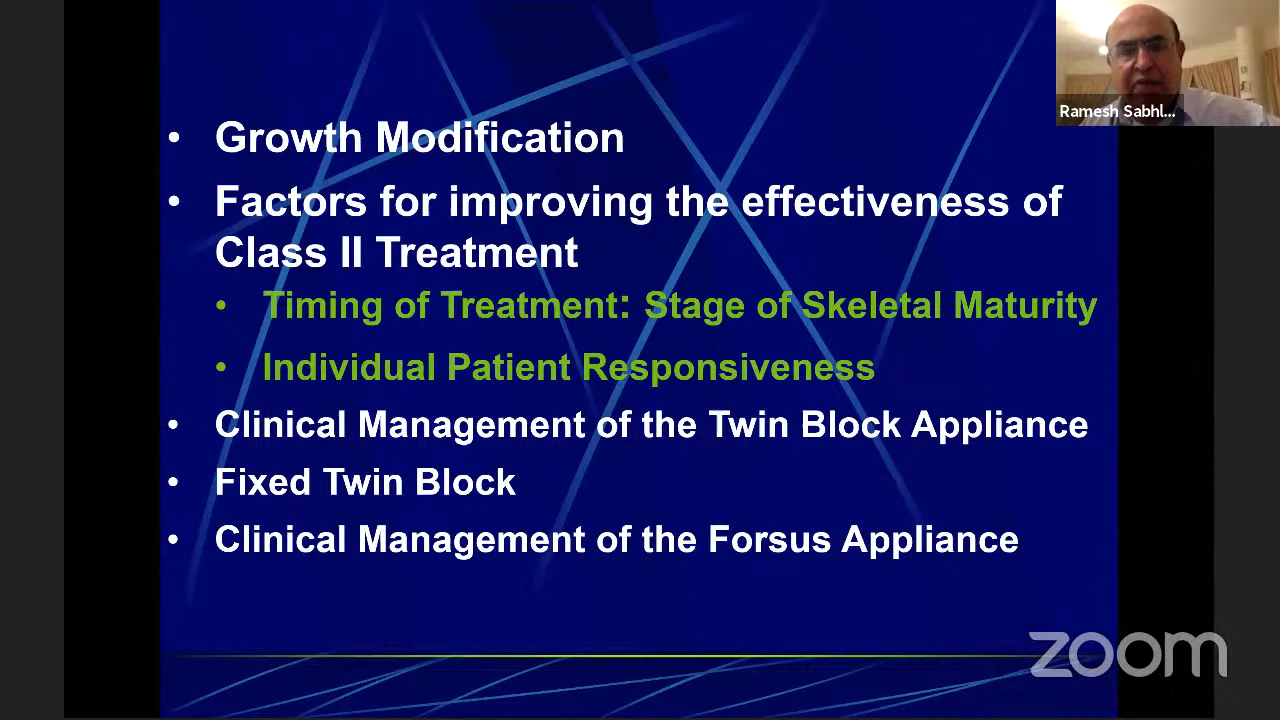 Ramesh Sabhl...
• Growth Modification
• Factors for improving the effectiveness of
Class II Treatment
• Timing of Treatment: Stage of Skeletal Maturity
• Individual Patient Responsiveness
• Clinical Management of the Twin Block Appliance
• Fixed Twin Block
• Clinical Management of the Forsus Appliance
zoom